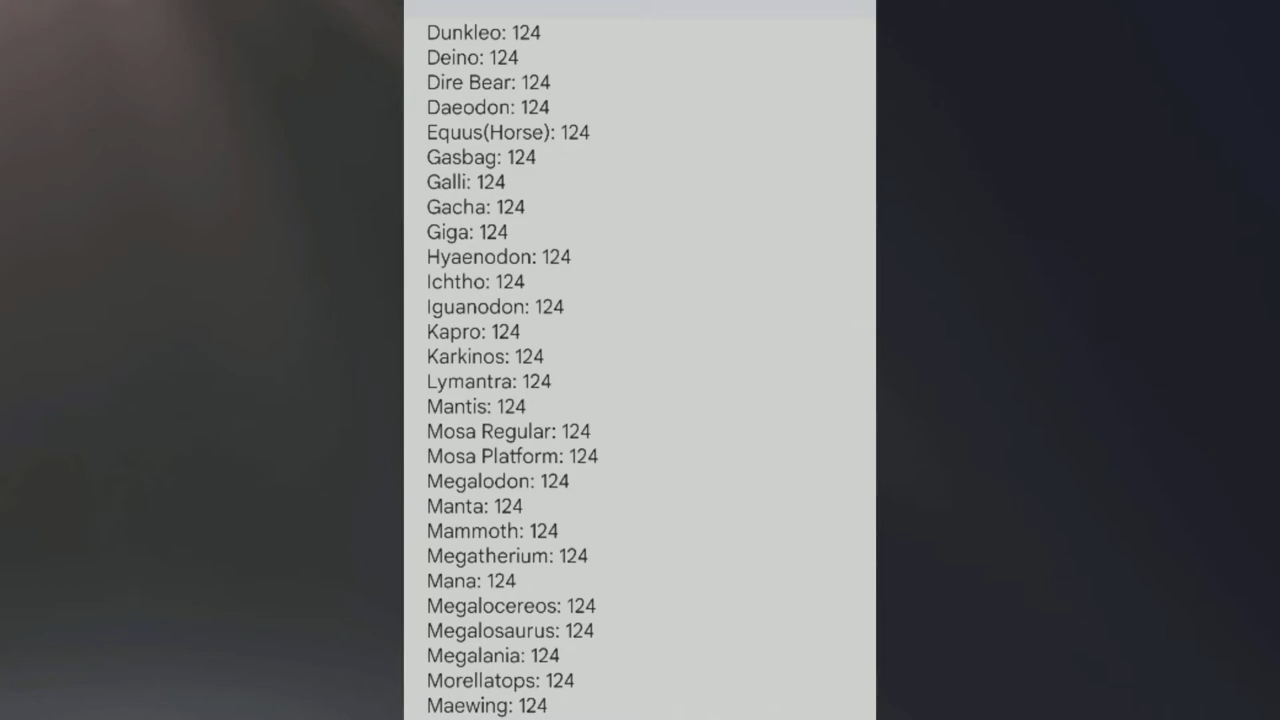 Dunkleo: 124
Deino: 124
Dire Bear: 124
Daeodon: 124
Equus(Horse): 124
Gasbag: 124
Galli: 124
Gacha: 124
Giga: 124
Hyaenodon: 124
Ichtho: 124
Iguanodon: 124
Kapro: 124
Karkinos: 124
Lymantra: 124
Mantis: 124
Mosa Regular: 124
Mosa Platform: 124
Megalodon: 124
Manta: 124
Mammoth: 124
Megatherium: 124
Mana: 124
Megalocereos: 124
Megalosaurus: 124
Megalania: 124
Morellatops: 124
Maewing: 124